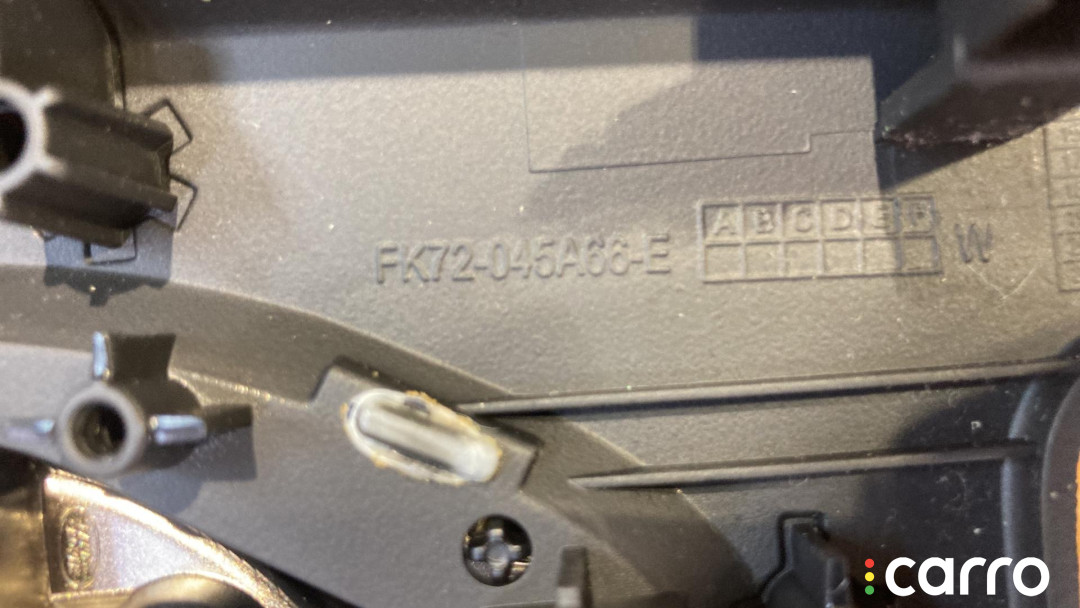 FK72-045A66-E
A B C D E F
W
carro